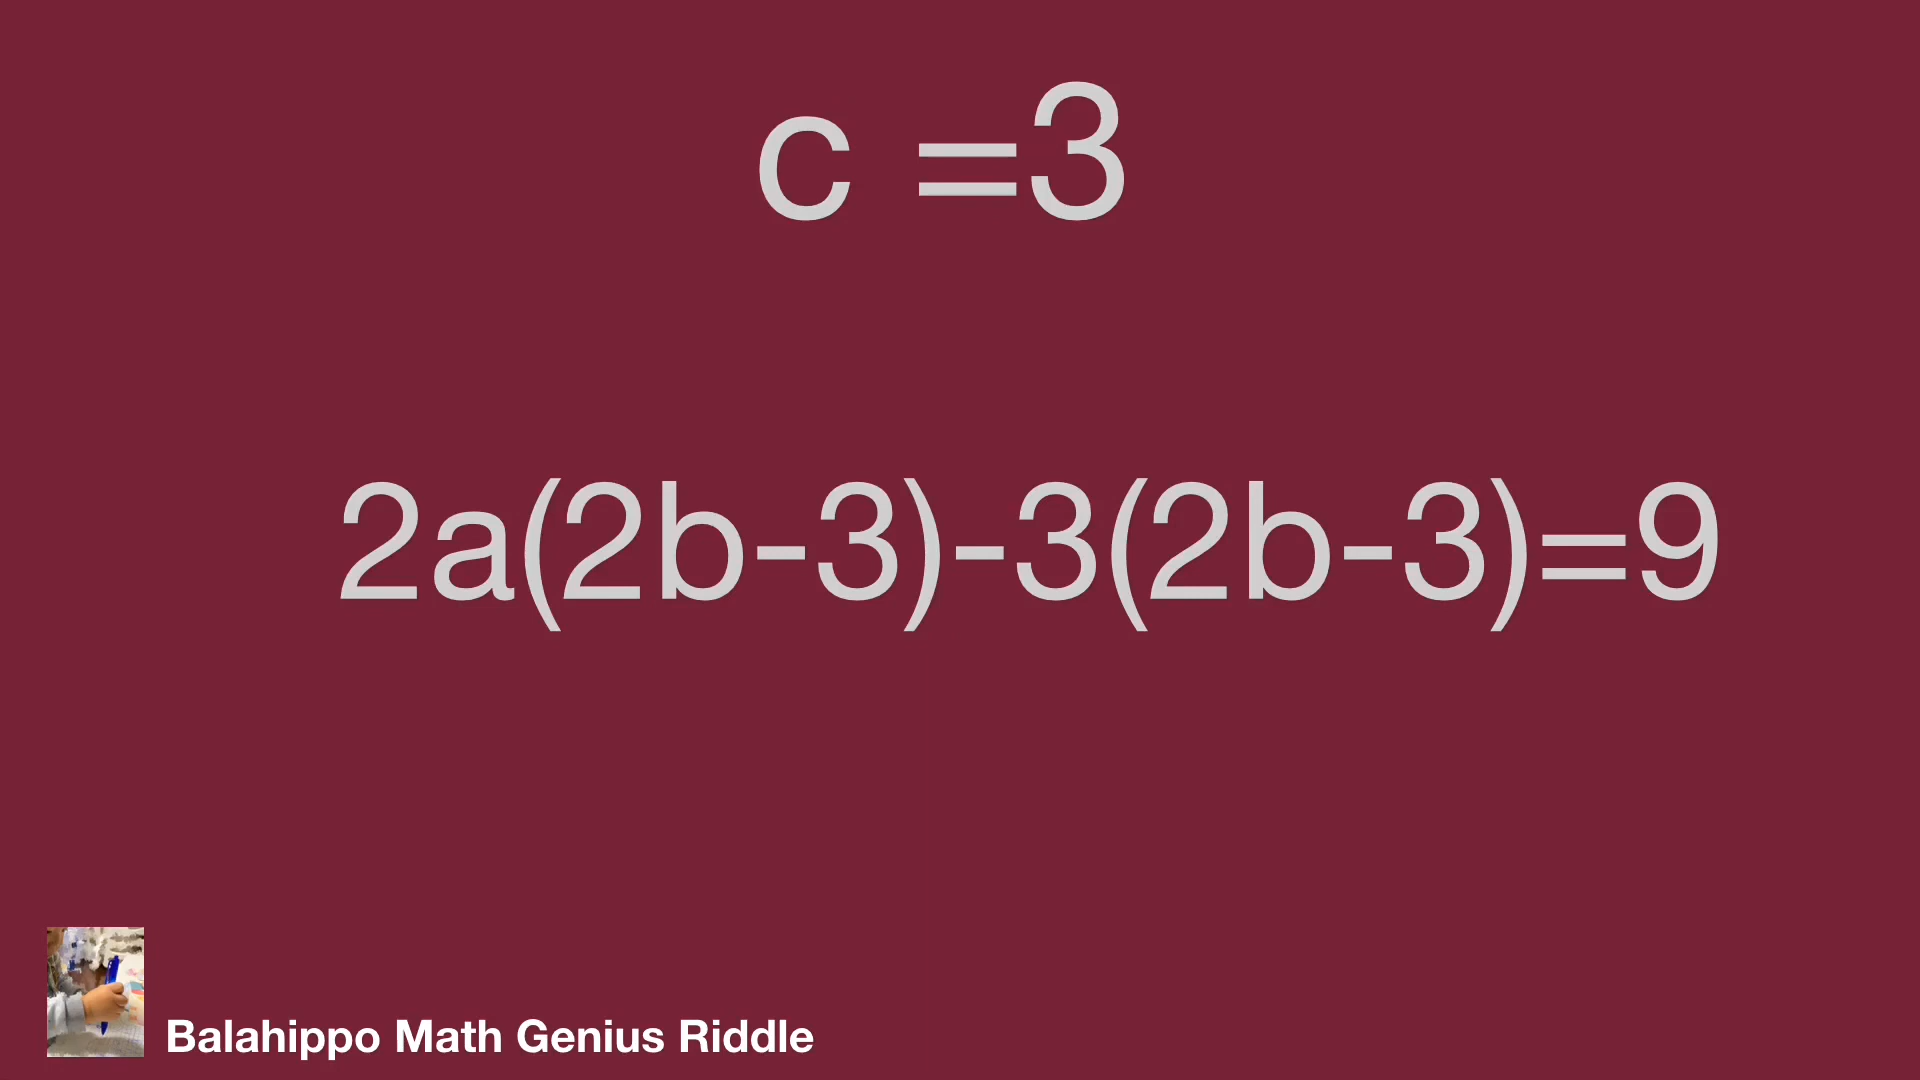 c =3
2a(2b-3)-3(2b-3)=9
Balahippo Math Genius Riddle